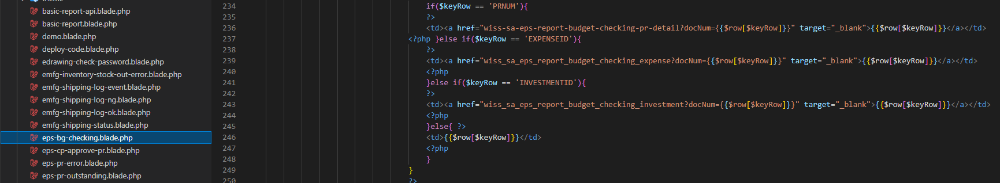 theme
basic-report-api.blade.php
basic-report.blade.php
demo.blade.php
deploy-code.blade.php
edrawing-check-password.blade.php
emfg-inventory-stock-out-error.blade.php
emfg-shipping-log-event.blade.php
emfg-shipping-log-ng.blade.php
emfg-shipping-log-ok.blade.php
emfg-shipping-status.blade.php
eps-bg-checking.blade.php
eps-cp-approve-pr.blade.php
eps-pr-error.blade.php
eps-pr-outstanding.blade.php
234 if($keyRow == 'PRNUM'){
235 ?>
236 <td><a href="wiss-sa-eps-report-budget-checking-pr-detail?docNum={{$row[$keyRow]}}" target="_blank">{{$row[$keyRow]}}</a></td>
237 <?php }else if($keyRow == 'EXPENSEID'){
238 ?>
239 <td><a href="wiss_sa_eps_report_budget_checking_expense?docNum={{$row[$keyRow]}}" target="_blank">{{$row[$keyRow]}}</a></td>
240 <?php
241 }else if($keyRow == 'INVESTMENTID'){
242 ?>
243 <td><a href="wiss_sa_eps_report_budget_checking_investment?docNum={{$row[$keyRow]}}" target="_blank">{{$row[$keyRow]}}</a></td>
244 <?php
245 }else{ ?>
246 <td>{{$row[$keyRow]}}</td>
247 <?php
248 }
249 }
250 ?>